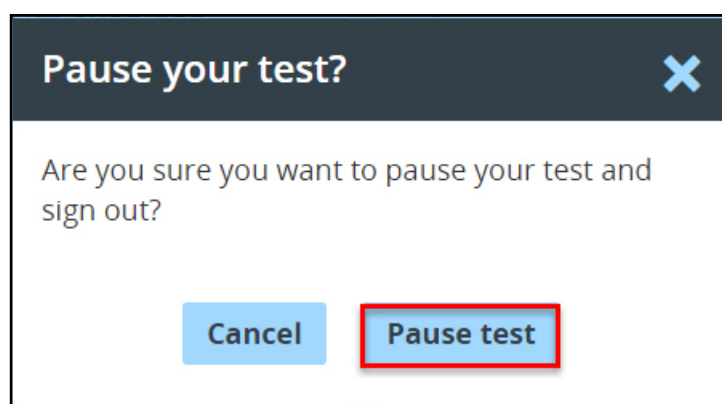 Pause your test?
Are you sure you want to pause your test and
sign out?
Cancel
Pause test